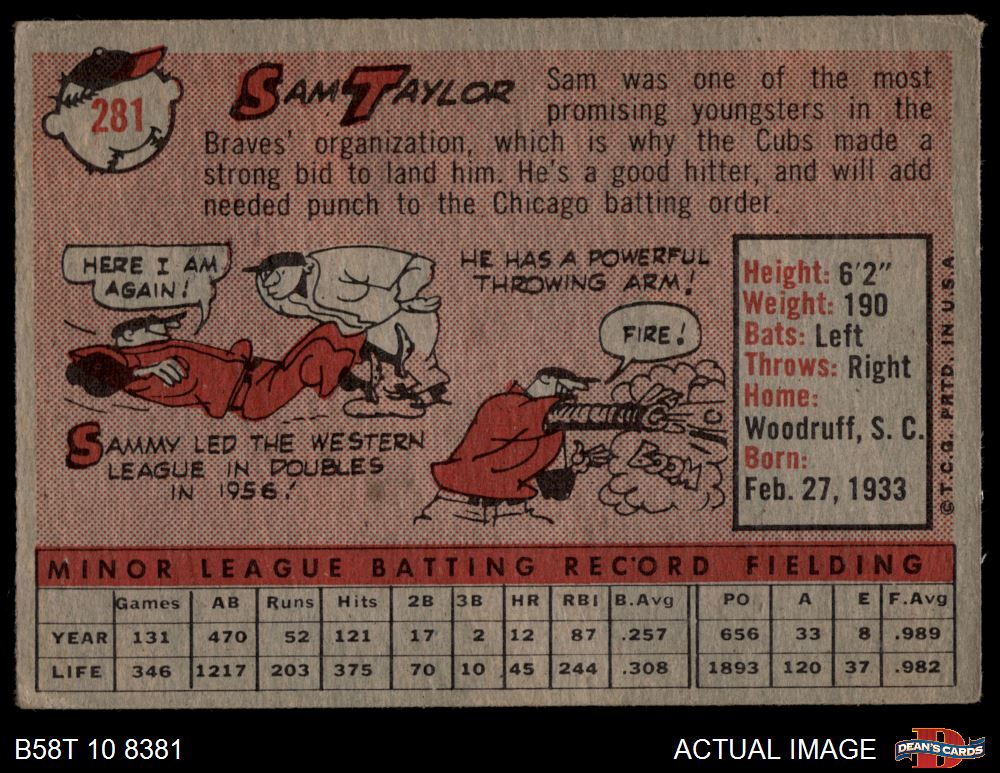 281
SAM TAYLOR
Sam was one of the most
promising youngsters in the
Braves' organization, which is why the Cubs made a
strong bid to land him. He's a good hitter, and will add
needed punch to the Chicago batting order.
HERE I AM
AGAIN!
SAMMY LED THE WESTERN
LEAGUE IN DOUBLES
IN 1956!
HE HAS A POWERFUL
THROWING ARM!
FIRE!
BOOM
Height: 6'2"
Weight: 190
Bats: Left
Throws: Right
Home:
Woodruff, S. C.
Born:
Feb. 27, 1933
© T.C.G. PRTD. IN U.S.A.
MINOR LEAGUE BATTING RECORD FIELDING
Games AB Runs Hits 2B 3B HR RBI B.Avg PO A E F.Avg
YEAR 131 470 52 121 17 2 12 87 .257 656 33 8 .989
LIFE 346 1217 203 375 70 10 45 244 .308 1893 120 37 .982
B58T 10 8381
ACTUAL IMAGE
D
DEAN'S CARDS